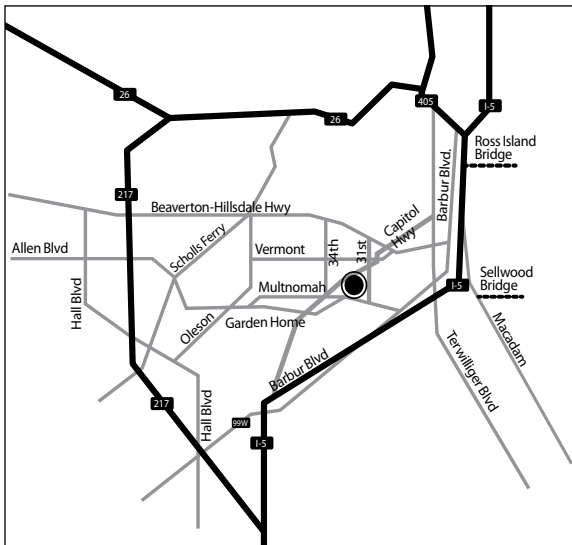 26
405
I-5
26
Ross Island
Bridge
217
Barbur Blvd.
Beaverton-Hillsdale Hwy
Capitol
Hwy
Allen Blvd
Scholls Ferry
Vermont
34th
31st
Multnomah
Sellwood
Bridge
I-5
Hall Blvd
Oleson
Garden Home
Macadam
Barbur Blvd
Terwilliger Blvd
217
Hall Blvd
99W
I-5